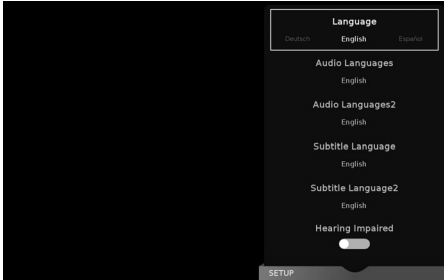 Language
Deutsch English Español
Audio Languages
English
Audio Languages2
English
Subtitle Language
English
Subtitle Language2
English
Hearing Impaired
SETUP